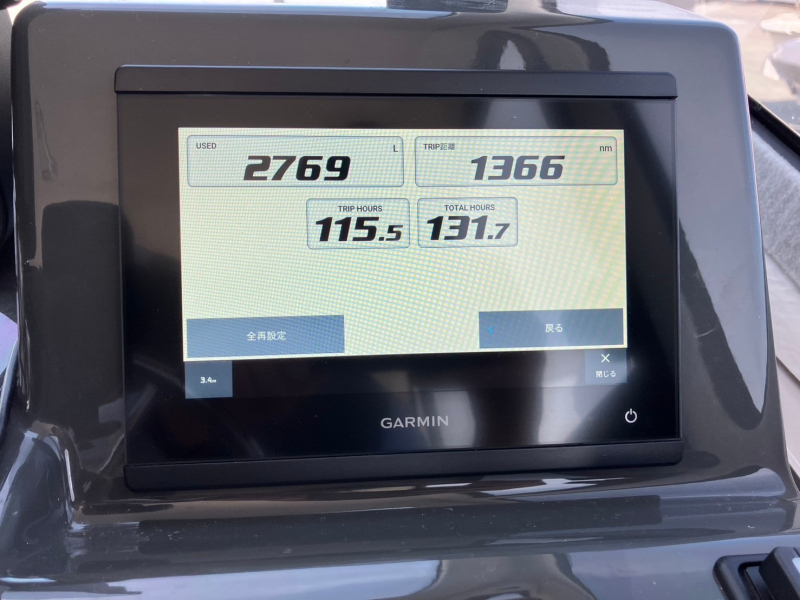 USED
L
2769
TRIP距離
nm
1366
TRIP HOURS
115.5
TOTAL HOURS
131.7
全再設定
戻る
3.4m
閉じる
GARMIN